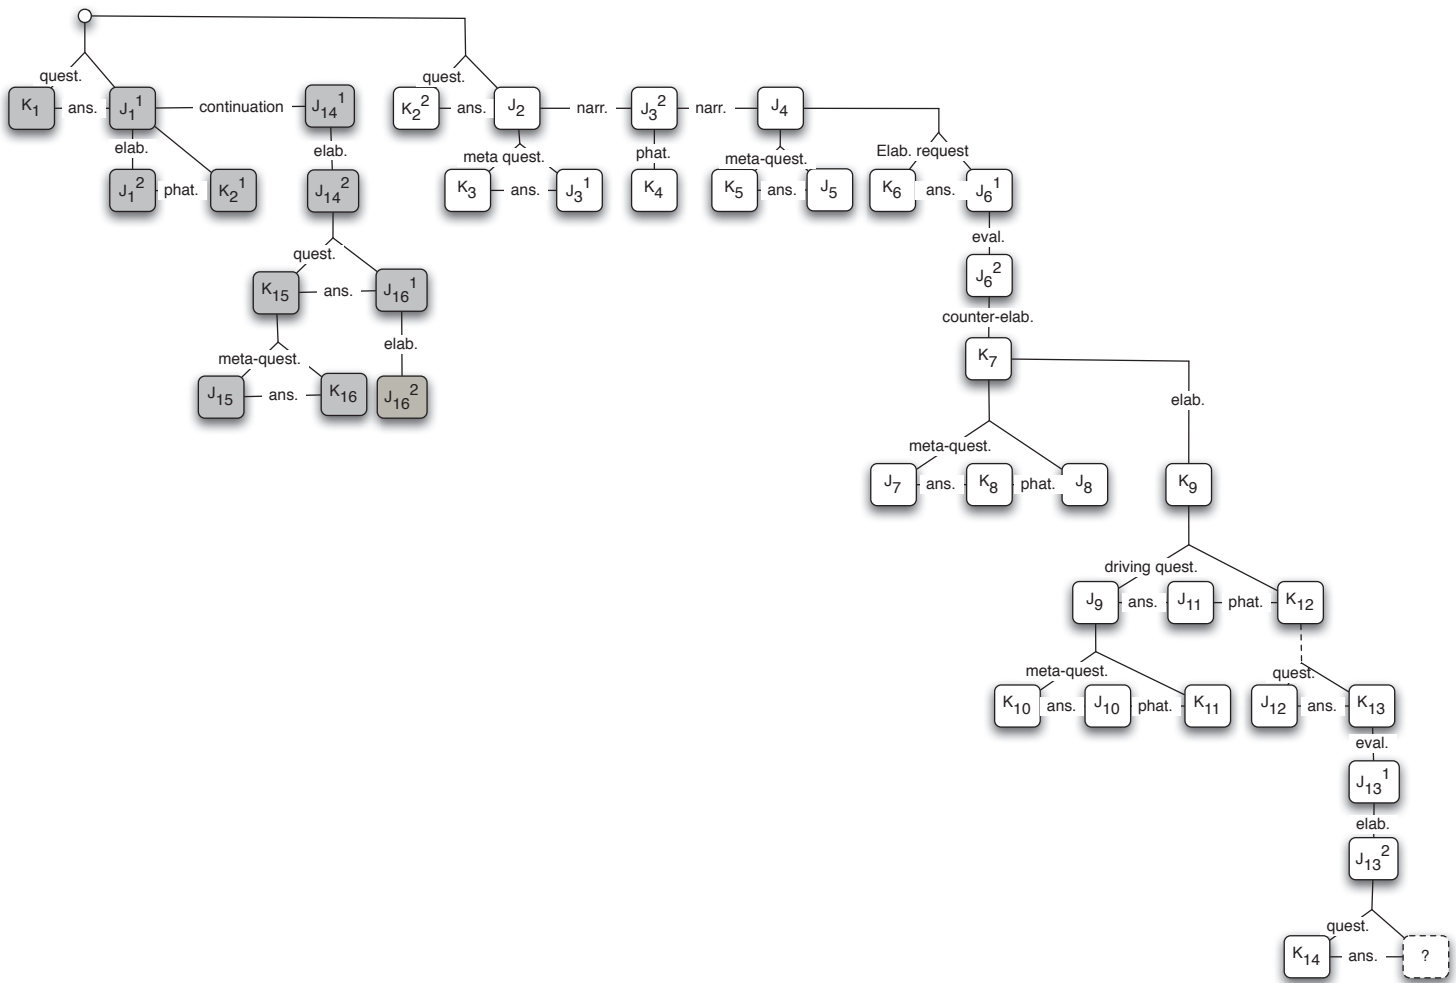 quest. quest.
K1 ans. J1^1 continuation J14^1 K2^2 ans. J2 narr. J3^2 narr. J4
elab. elab. meta quest. phat. meta-quest. Elab. request
J1^2 phat. K2^1 J14^2 K3 ans. J3^1 K4 K5 ans. J5 K6 ans. J6^1
quest. eval.
K15 ans. J16^1 J6^2
elab. counter-elab.
meta-quest. K7
J15 ans. K16 J16^2 elab.
meta-quest.
J7 ans. K8 phat. J8 K9
driving quest.
J9 ans. J11 phat. K12
meta-quest. quest.
K10 ans. J10 phat. K11 J12 ans. K13
eval.
J13^1
elab.
J13^2
quest.
K14 ans. ?